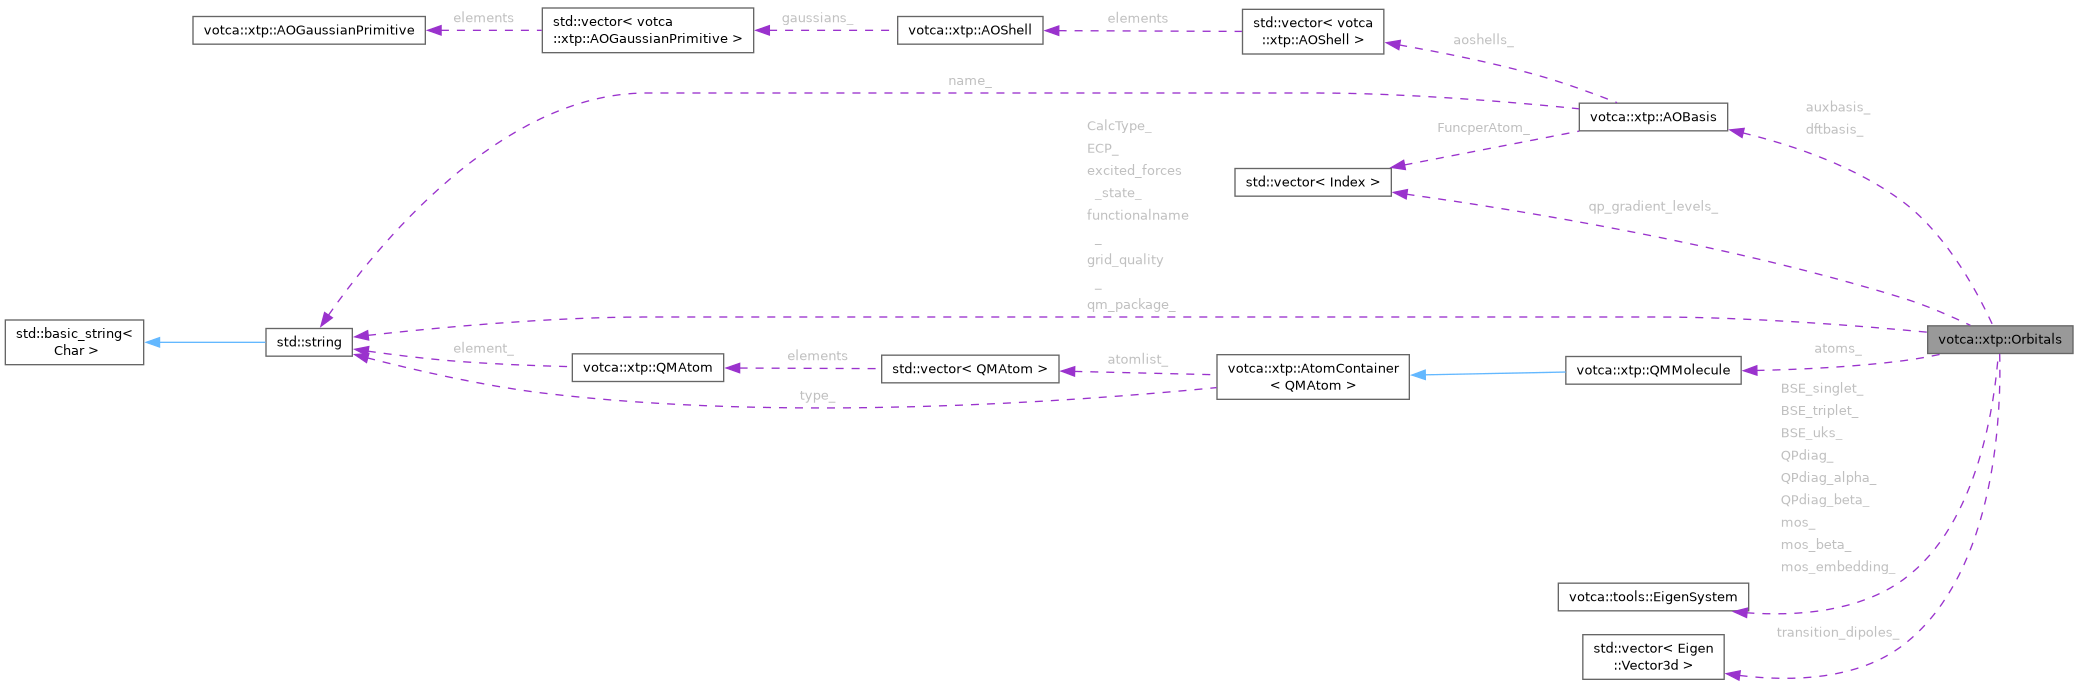 votca::xtp::AOGaussianPrimitive
elements
std::vector< votca
::xtp::AOGaussianPrimitive >
gaussians_
votca::xtp::AOShell
elements
std::vector< votca
::xtp::AOShell >
aoshells_
name_
votca::xtp::AOBasis
auxbasis_
dftbasis_
FuncperAtom_
std::vector< Index >
qp_gradient_levels_
CalcType_
ECP_
excited_forces
_state_
functionalname
_
grid_quality
_
qm_package_
std::basic_string<
Char >
std::string
element_
votca::xtp::QMAtom
elements
std::vector< QMAtom >
atomlist_
type_
votca::xtp::AtomContainer
< QMAtom >
votca::xtp::QMMolecule
atoms_
votca::xtp::Orbitals
BSE_singlet_
BSE_triplet_
BSE_uks_
QPdiag_
QPdiag_alpha_
QPdiag_beta_
mos_
mos_beta_
mos_embedding_
votca::tools::EigenSystem
transition_dipoles_
std::vector< Eigen
::Vector3d >